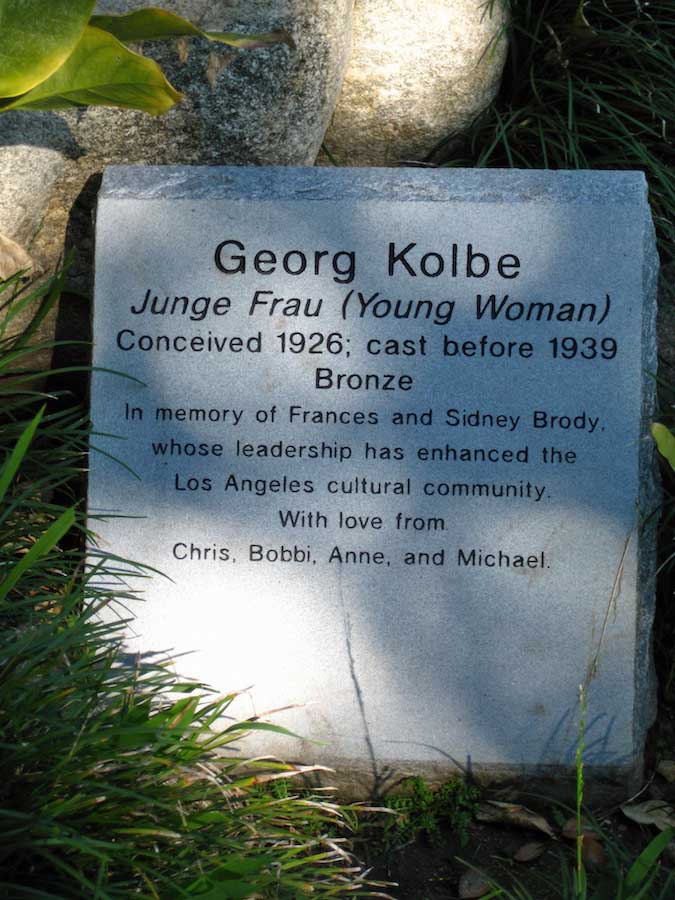 Georg Kolbe
Junge Frau (Young Woman)
Conceived 1926; cast before 1939
Bronze
In memory of Frances and Sidney Brody,
whose leadership has enhanced the
Los Angeles cultural community.
With love from
Chris, Bobbi, Anne, and Michael.